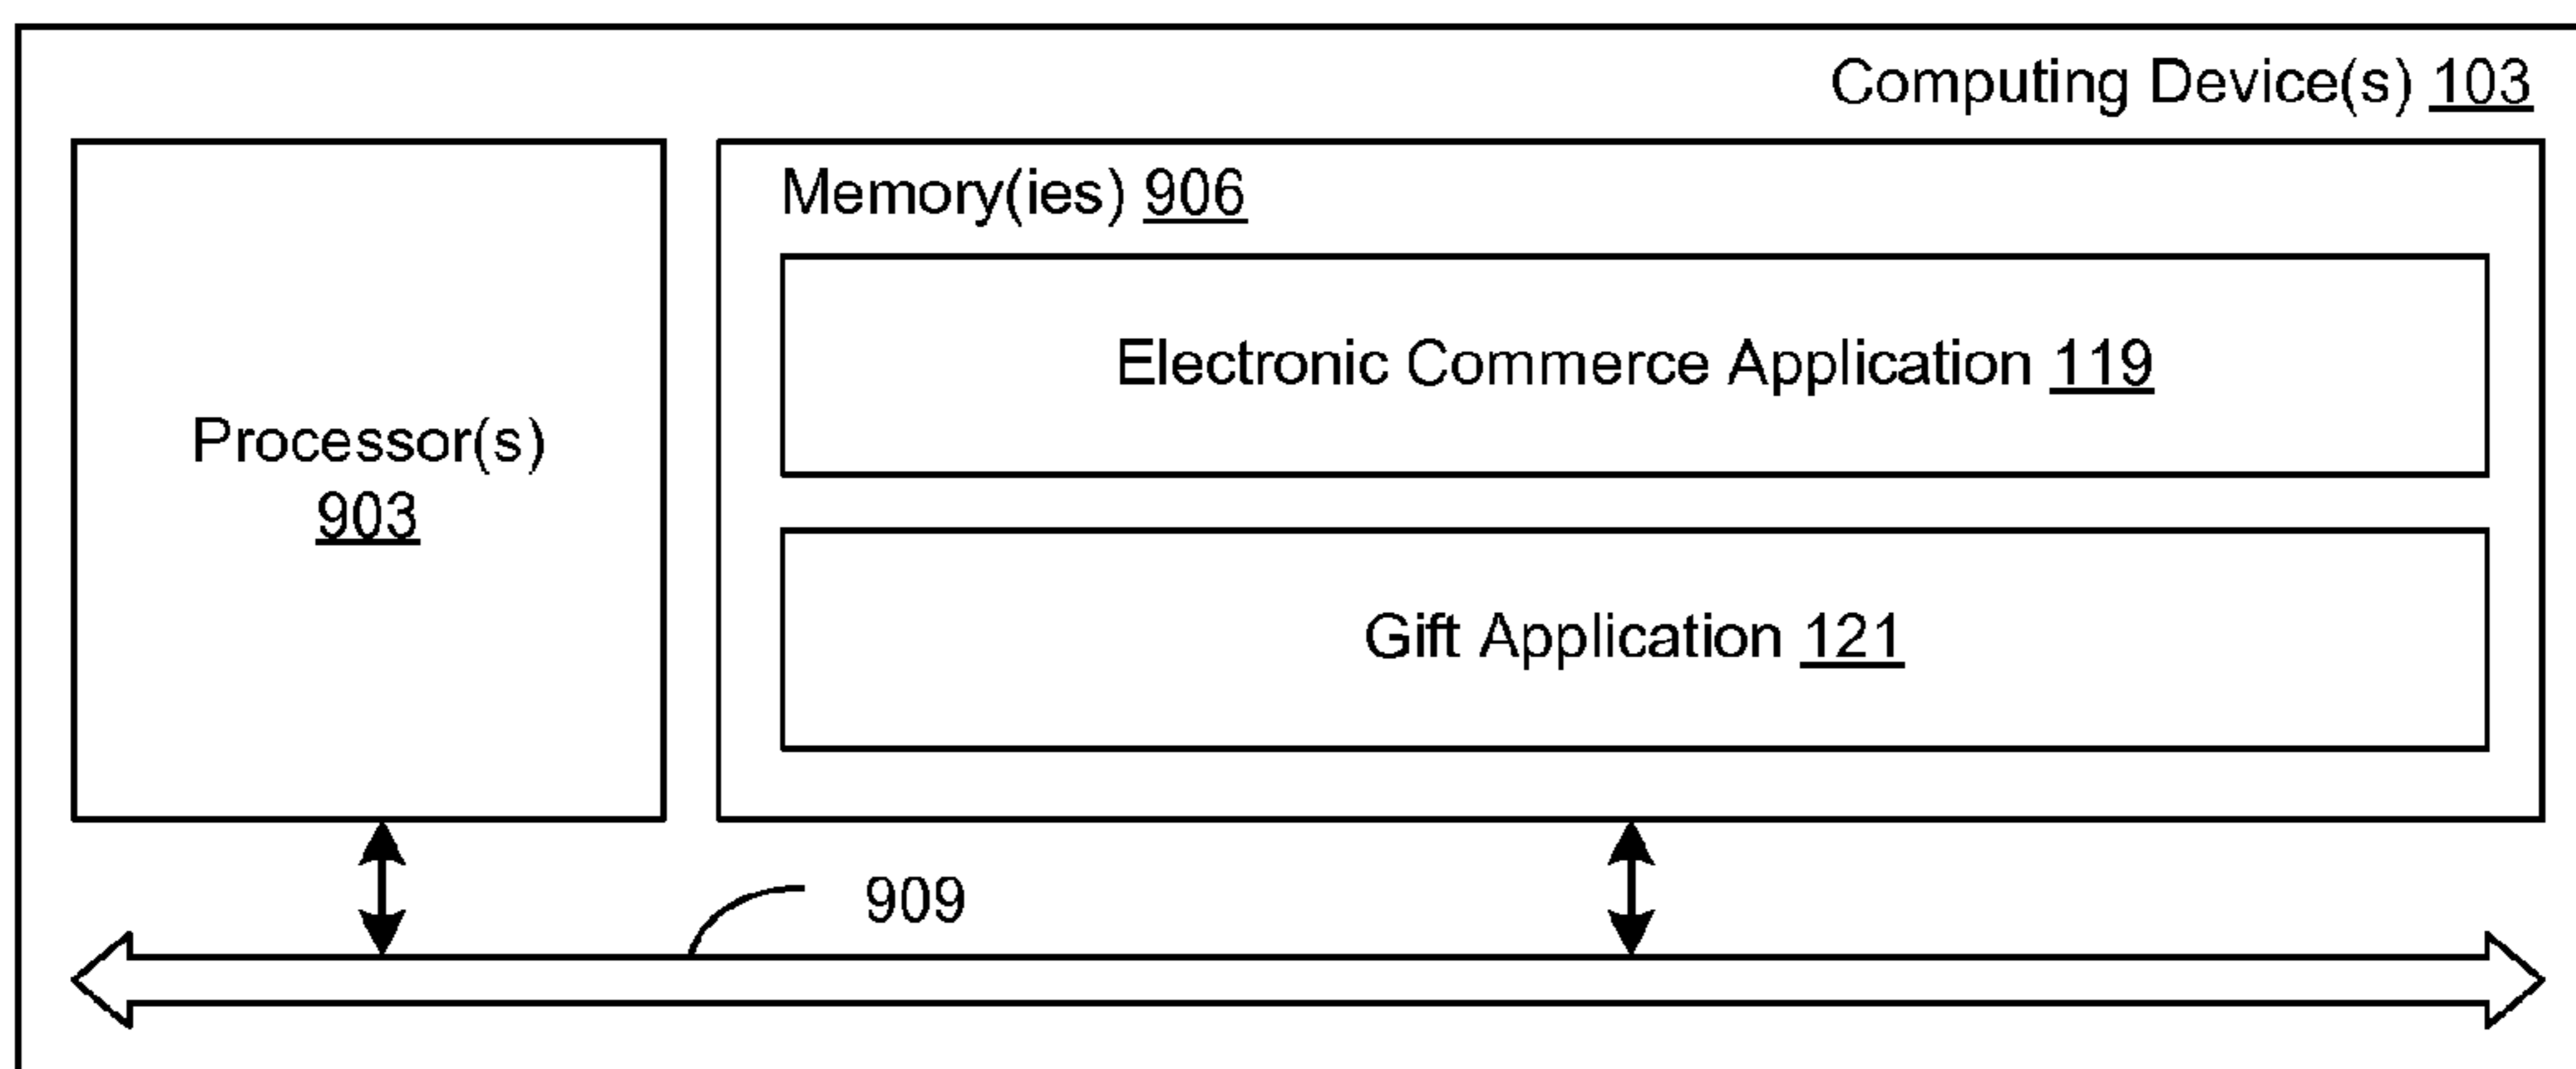 Computing Device(s) 103
Memory(ies) 906
Electronic Commerce Application 119
Processor(s)
903
Gift Application 121
909